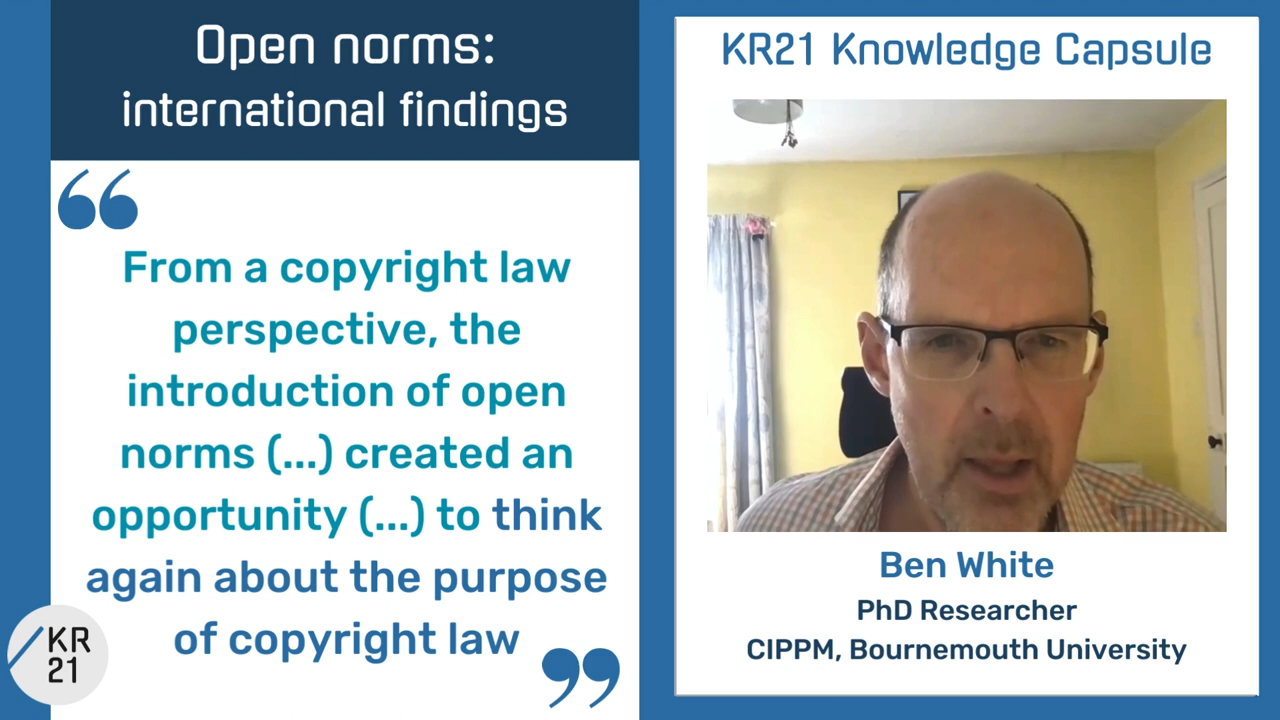 Open norms:
international findings
“
From a copyright law
perspective, the
introduction of open
norms (...) created an
opportunity (...) to think
again about the purpose
of copyright law
”
KR
21
KR21 Knowledge Capsule
Ben White
PhD Researcher
CIPPM, Bournemouth University